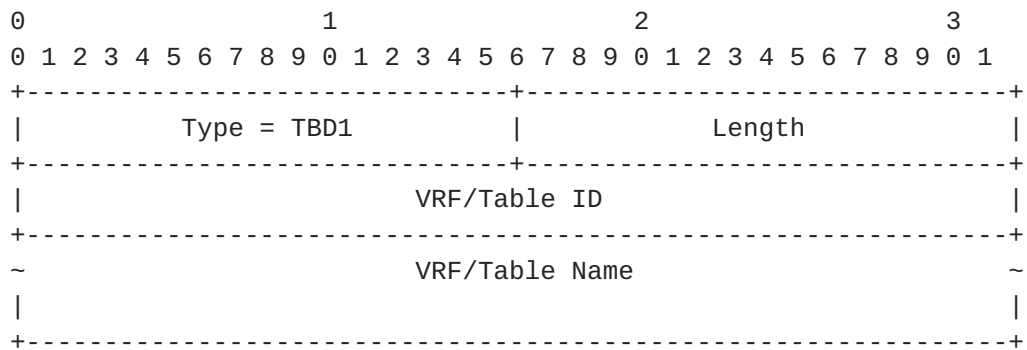 0                   1                   2                   3
0 1 2 3 4 5 6 7 8 9 0 1 2 3 4 5 6 7 8 9 0 1 2 3 4 5 6 7 8 9 0 1
+-------------------------------+-------------------------------+
|          Type = TBD1          |            Length             |
+-------------------------------+-------------------------------+
|                         VRF/Table ID                          |
+---------------------------------------------------------------+
~                         VRF/Table Name                        ~
|                                                               |
+---------------------------------------------------------------+